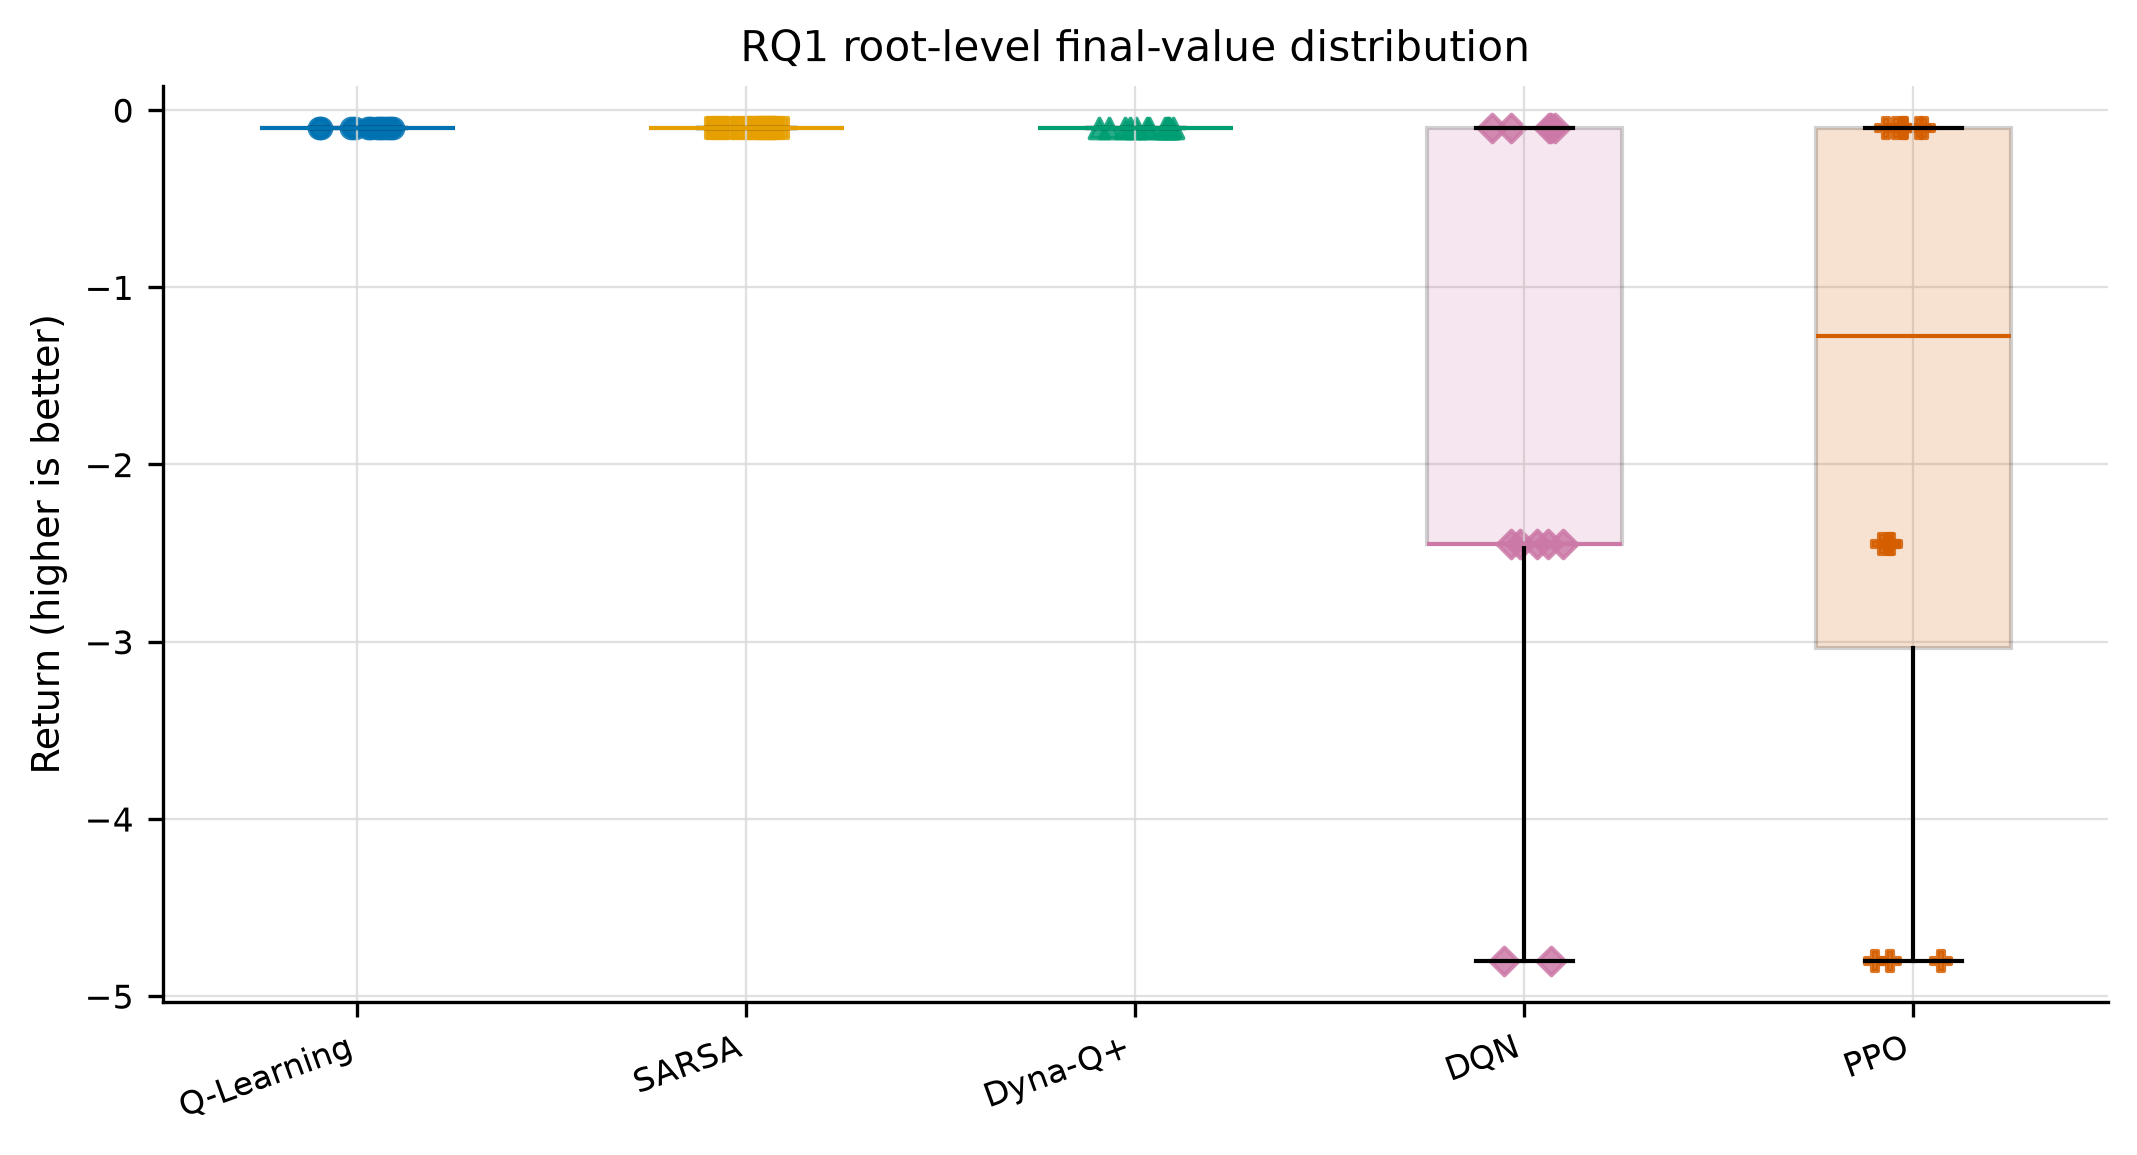 RQ1 root-level final-value distribution
Return (higher is better)
0
−1
−2
−3
−4
−5
Q-Learning
SARSA
Dyna-Q+
DQN
PPO